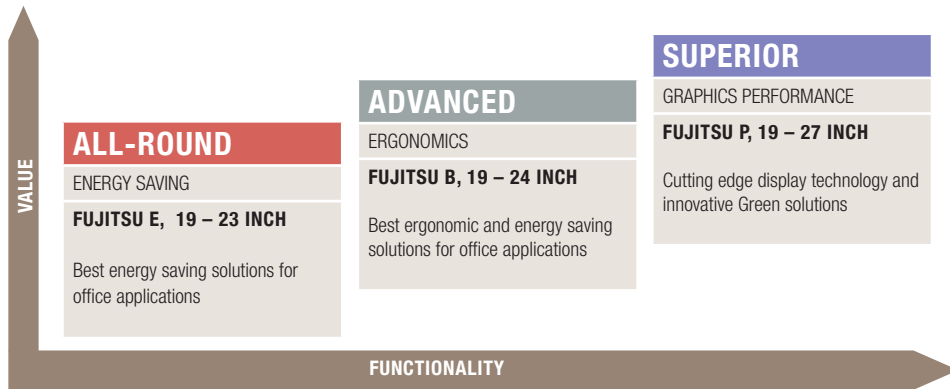 VALUE
ALL-ROUND
ENERGY SAVING
FUJITSU E, 19 – 23 INCH
Best energy saving solutions for
office applications
ADVANCED
ERGONOMICS
FUJITSU B, 19 – 24 INCH
Best ergonomic and energy saving
solutions for office applications
SUPERIOR
GRAPHICS PERFORMANCE
FUJITSU P, 19 – 27 INCH
Cutting edge display technology and
innovative Green solutions
FUNCTIONALITY